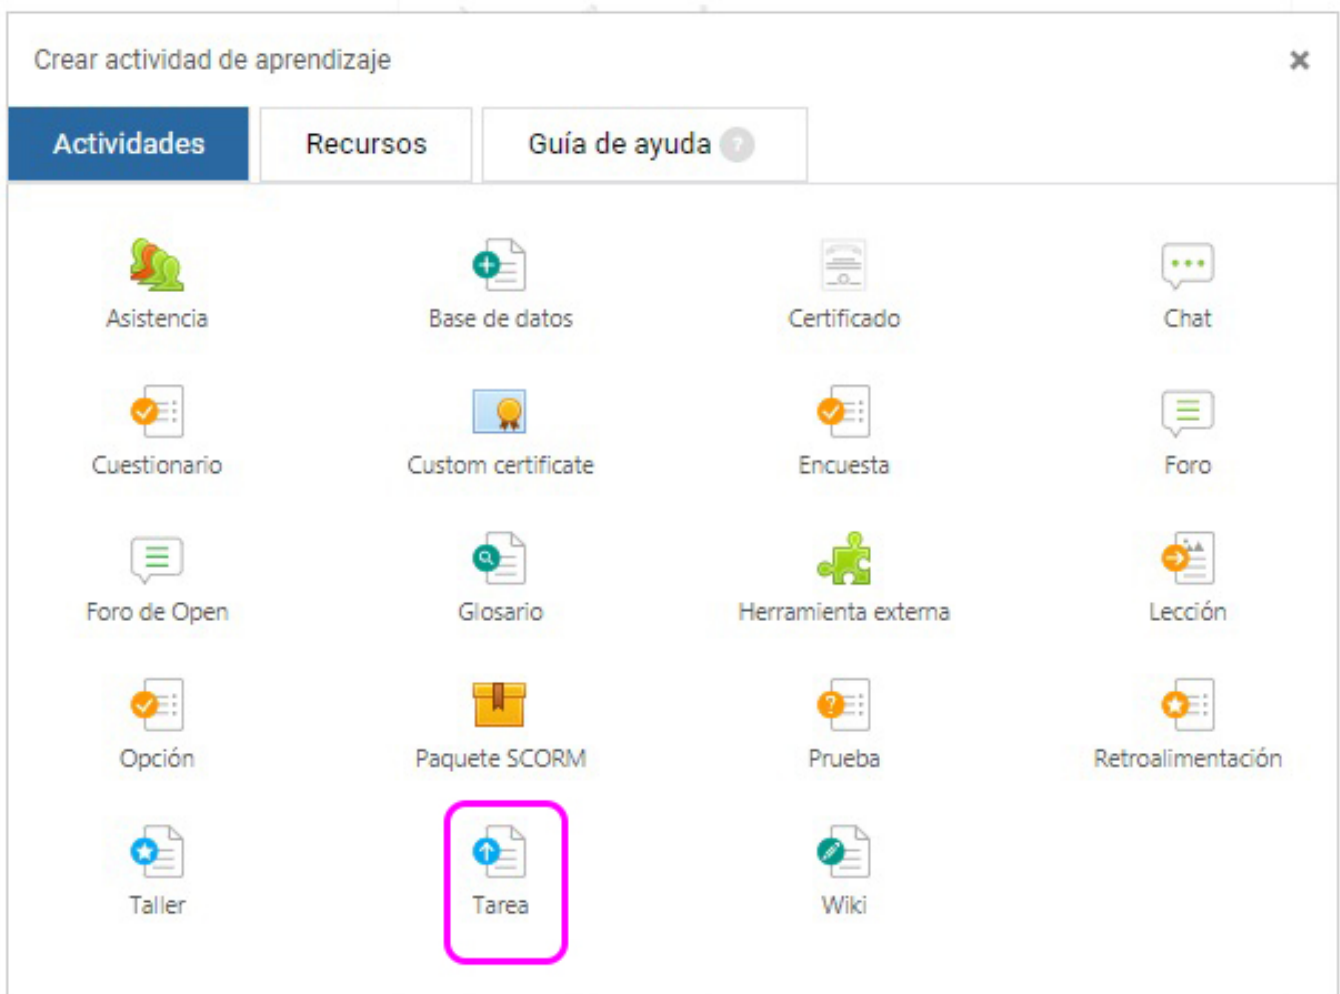 Crear actividad de aprendizaje
Actividades Recursos Guía de ayuda ?
Asistencia Base de datos Certificado Chat
Cuestionario Custom certificate Encuesta Foro
Foro de Open Glosario Herramienta externa Lección
Opción Paquete SCORM Prueba Retroalimentación
Taller Tarea Wiki